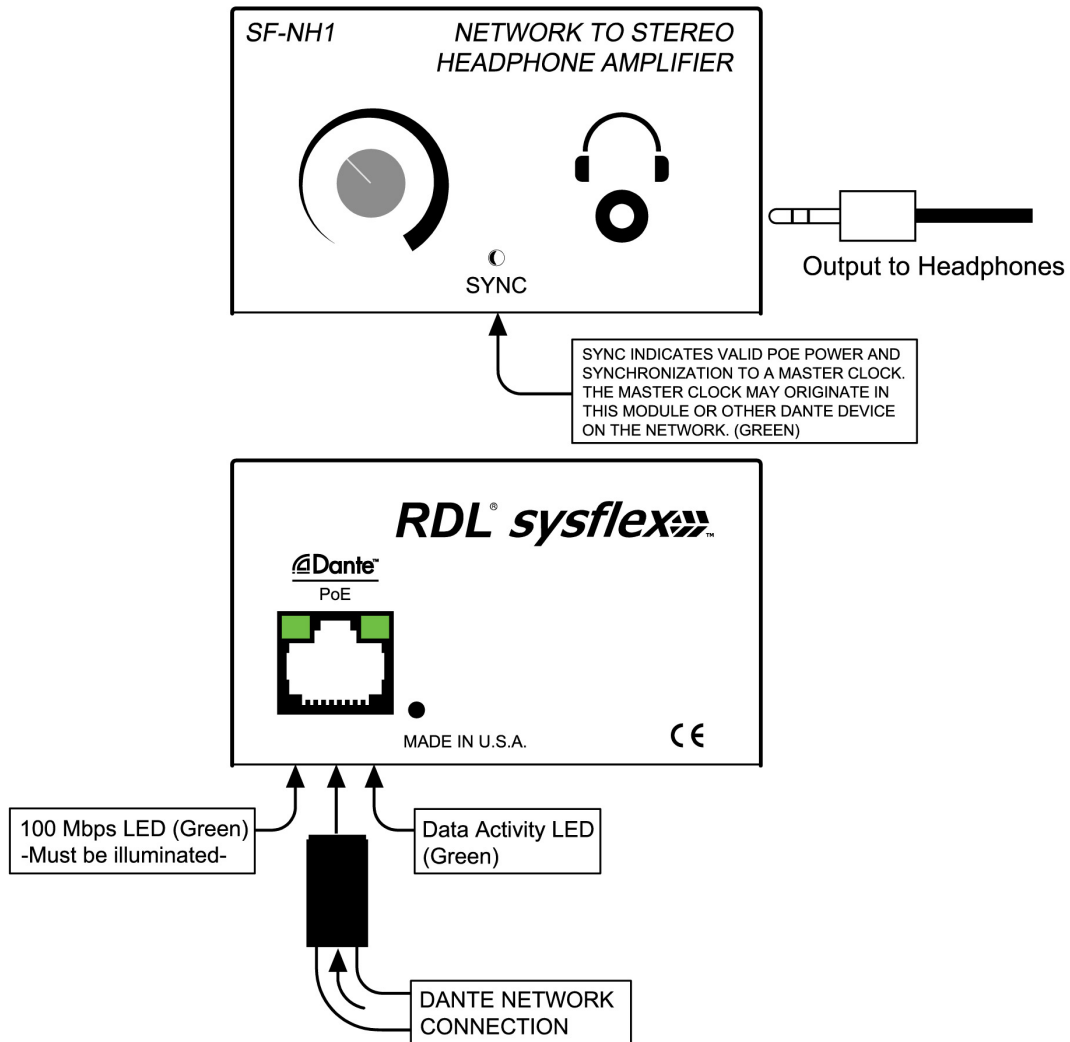 SF-NH1
NETWORK TO STEREO
HEADPHONE AMPLIFIER
SYNC
Output to Headphones
SYNC INDICATES VALID POE POWER AND
SYNCHRONIZATION TO A MASTER CLOCK.
THE MASTER CLOCK MAY ORIGINATE IN
THIS MODULE OR OTHER DANTE DEVICE
ON THE NETWORK. (GREEN)
RDL® sysflex™
Dante™
PoE
MADE IN U.S.A.
CE
100 Mbps LED (Green)
-Must be illuminated-
Data Activity LED
(Green)
DANTE NETWORK
CONNECTION